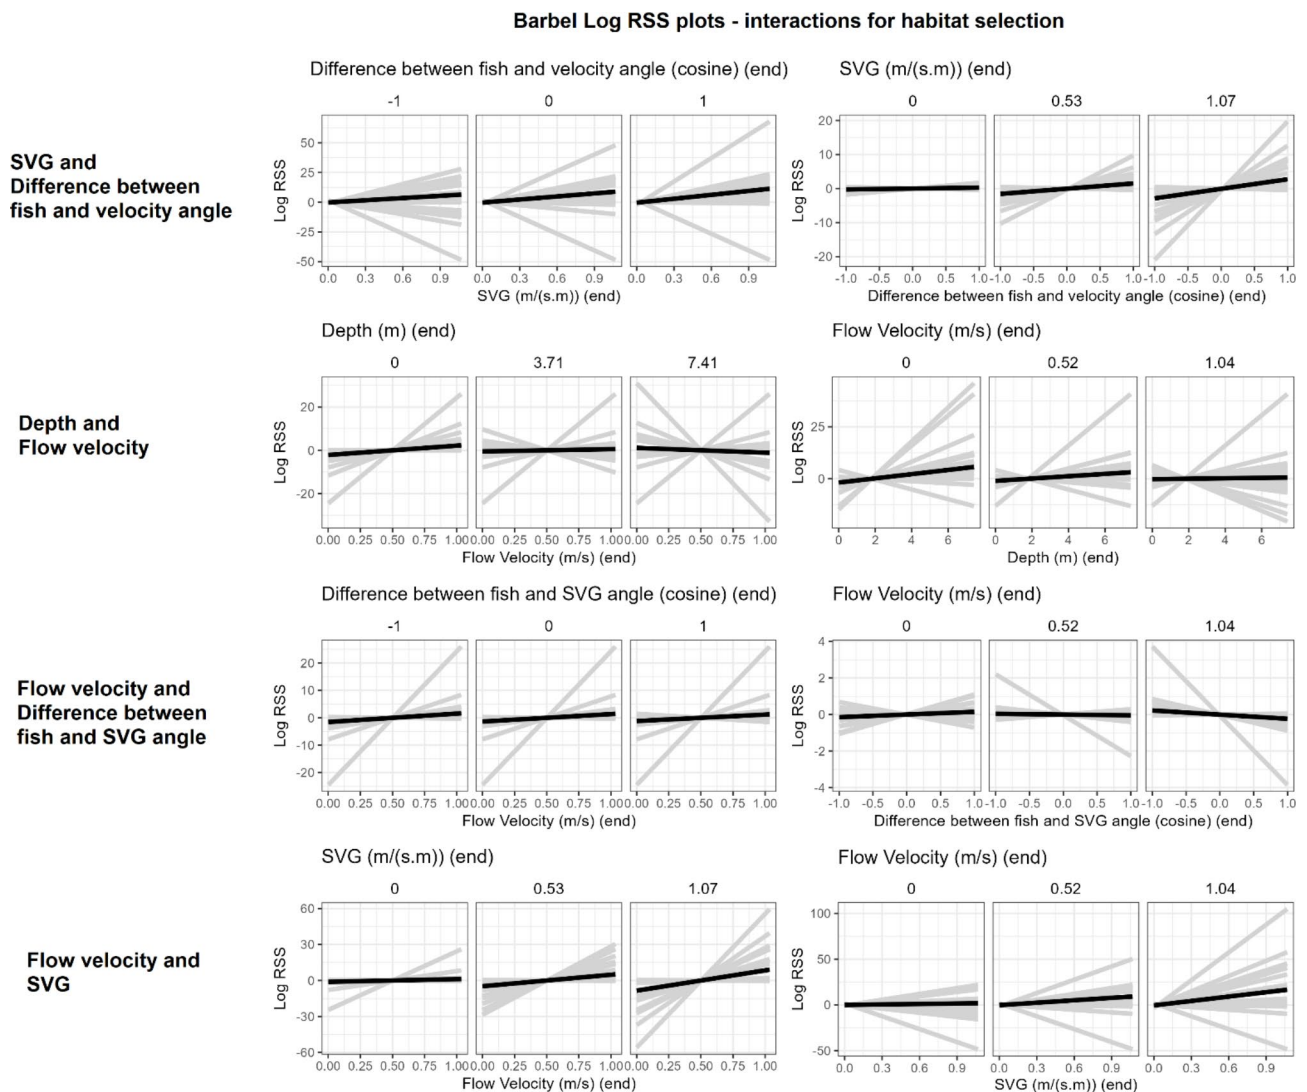 Barbel Log RSS plots - interactions for habitat selection
SVG and
Difference between
fish and velocity angle
Difference between fish and velocity angle (cosine) (end)
-1 0 1
Log RSS
50
25
0
-25
-50
0.0 0.3 0.6 0.9 0.0 0.3 0.6 0.9 0.0 0.3 0.6 0.9
SVG (m/(s.m)) (end)
SVG (m/(s.m)) (end)
0 0.53 1.07
Log RSS
20
10
0
-10
-20
-1.0 -0.5 0.0 0.5 1.0 -1.0 -0.5 0.0 0.5 1.0 -1.0 -0.5 0.0 0.5 1.0
Difference between fish and velocity angle (cosine) (end)
Depth and
Flow velocity
Depth (m) (end)
0 3.71 7.41
Log RSS
20
0
-20
0.00 0.25 0.50 0.75 1.00 0.00 0.25 0.50 0.75 1.00 0.00 0.25 0.50 0.75 1.00
Flow Velocity (m/s) (end)
Flow Velocity (m/s) (end)
0 0.52 1.04
Log RSS
25
0
0 2 4 6 0 2 4 6 0 2 4 6
Depth (m) (end)
Flow velocity and
Difference between
fish and SVG angle
Difference between fish and SVG angle (cosine) (end)
-1 0 1
Log RSS
20
10
0
-10
-20
0.00 0.25 0.50 0.75 1.00 0.00 0.25 0.50 0.75 1.00 0.00 0.25 0.50 0.75 1.00
Flow Velocity (m/s) (end)
Flow Velocity (m/s) (end)
0 0.52 1.04
Log RSS
4
2
0
-2
-4
-1.0 -0.5 0.0 0.5 1.0 -1.0 -0.5 0.0 0.5 1.0 -1.0 -0.5 0.0 0.5 1.0
Difference between fish and SVG angle (cosine) (end)
Flow velocity and
SVG
SVG (m/(s.m)) (end)
0 0.53 1.07
Log RSS
60
30
0
-30
-60
0.00 0.25 0.50 0.75 1.00 0.00 0.25 0.50 0.75 1.00 0.00 0.25 0.50 0.75 1.00
Flow Velocity (m/s) (end)
Flow Velocity (m/s) (end)
0 0.52 1.04
Log RSS
100
50
0
-50
0.0 0.3 0.6 0.9 0.0 0.3 0.6 0.9 0.0 0.3 0.6 0.9
SVG (m/(s.m)) (end)